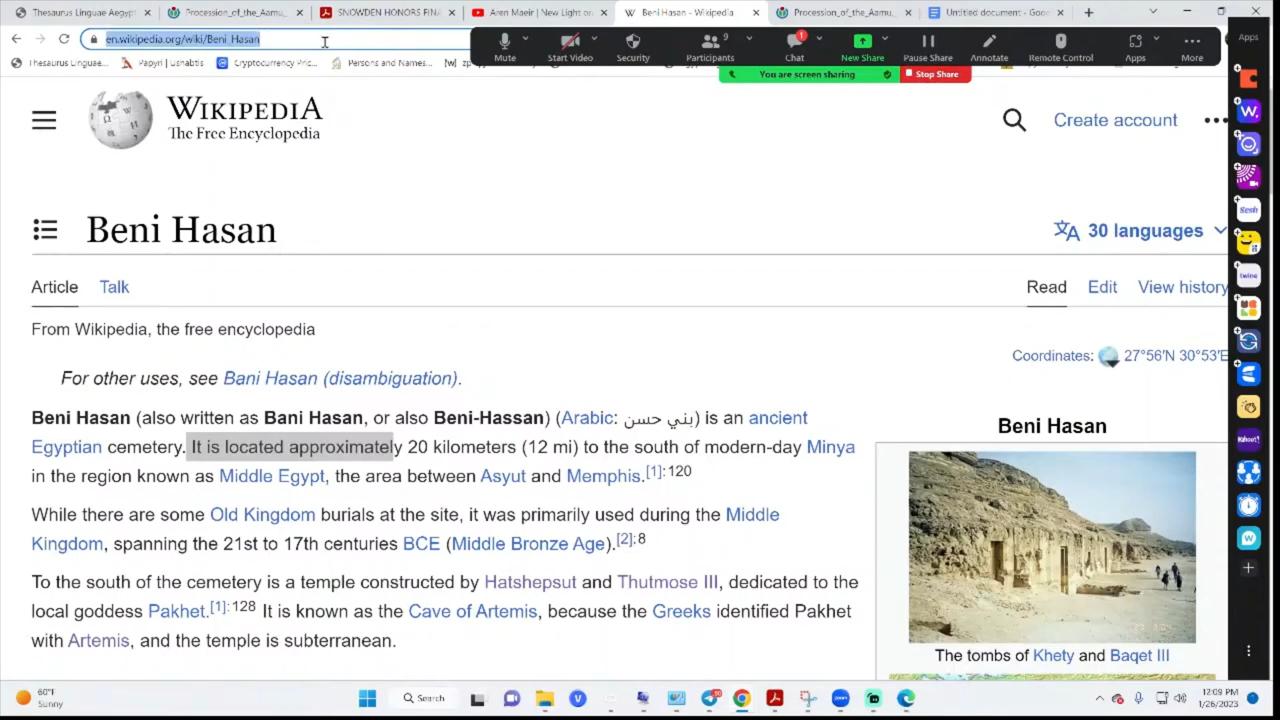 Thesaurus Linguae Aegypt
Procession_of_the_Aamu,
SNOWDEN HONORS FINA
Aren Maeir | New Light or
Beni Hasan - Wikipedia
Procession_of_the_Aamu,
Untitled document - Goo
en.wikipedia.org/wiki/Beni_Hasan
Mute
Start Video
Security
9
Participants
1
Chat
New Share
Pause Share
Annotate
Remote Control
Apps
More
Apps
Thesaurus Linguae...
Papyri | Lahabtis
Cryptocurrency Pric...
Persons and Names...
You are screen sharing
Stop Share
WIKIPEDIA
The Free Encyclopedia
Create account
Beni Hasan
30 languages
Article
Talk
Read
Edit
View history
From Wikipedia, the free encyclopedia
Coordinates: 27°56′N 30°53′E
For other uses, see Bani Hasan (disambiguation).
Beni Hasan (also written as Bani Hasan, or also Beni-Hassan) (Arabic: بني حسن) is an ancient
Egyptian cemetery. It is located approximately 20 kilometers (12 mi) to the south of modern-day Minya
in the region known as Middle Egypt, the area between Asyut and Memphis.[1]:120
While there are some Old Kingdom burials at the site, it was primarily used during the Middle
Kingdom, spanning the 21st to 17th centuries BCE (Middle Bronze Age).[2]:8
To the south of the cemetery is a temple constructed by Hatshepsut and Thutmose III, dedicated to the
local goddess Pakhet.[1]:128 It is known as the Cave of Artemis, because the Greeks identified Pakhet
with Artemis, and the temple is subterranean.
Beni Hasan
The tombs of Khety and Baqet III
Sesh
twine
Kahoot!
60°F
Sunny
Search
12:09 PM
1/26/2023